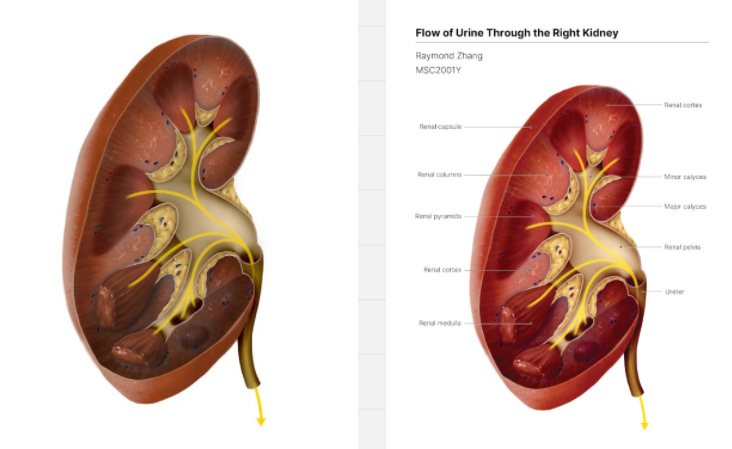 Flow of Urine Through the Right Kidney
Raymond Zhang
MSC2001Y
Renal cortex
Renal capsule
Renal columns
Minor calyces
Major calyces
Renal pyramids
Renal pelvis
Renal cortex
Ureter
Renal medulla